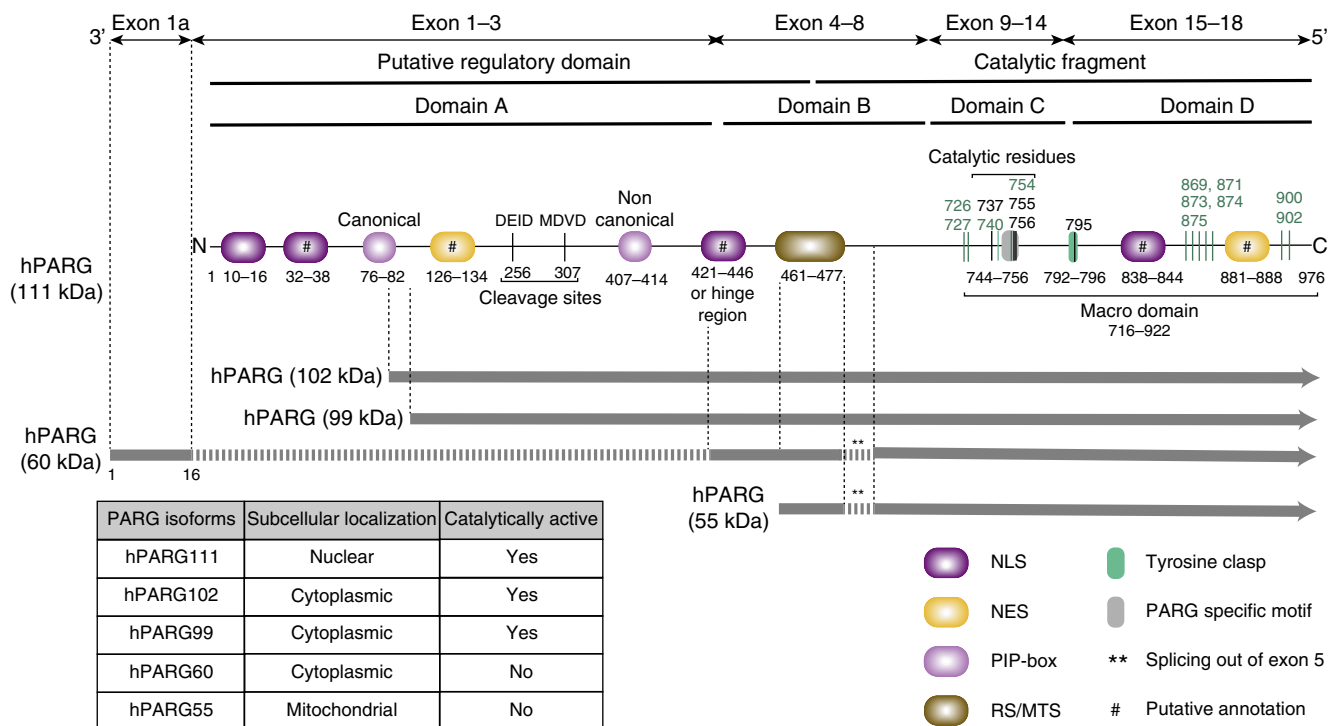 Exon 1a Exon 1–3 Exon 4–8 Exon 9–14 Exon 15–18
3' 5'
Putative regulatory domain Catalytic fragment
Domain A Domain B Domain C Domain D
Catalytic residues
754
726 737 755
727 740 756
869, 871
873, 874
875
900
902
795
Canonical
DEID MDVD
Non
canonical
N # # # # # C
hPARG
(111 kDa)
1 10–16 32–38 76–82 126–134 256 307 407–414 421–446 461–477 744–756 792–796 838–844 881–888 976
Cleavage sites
or hinge
region
Macro domain
716–922
hPARG (102 kDa)
hPARG (99 kDa)
hPARG
(60 kDa)
**
1 16
hPARG
(55 kDa)
**
PARG isoforms Subcellular localization Catalytically active
hPARG111 Nuclear Yes
hPARG102 Cytoplasmic Yes
hPARG99 Cytoplasmic Yes
hPARG60 Cytoplasmic No
hPARG55 Mitochondrial No
NLS
NES
PIP-box
RS/MTS
Tyrosine clasp
PARG specific motif
** Splicing out of exon 5
# Putative annotation